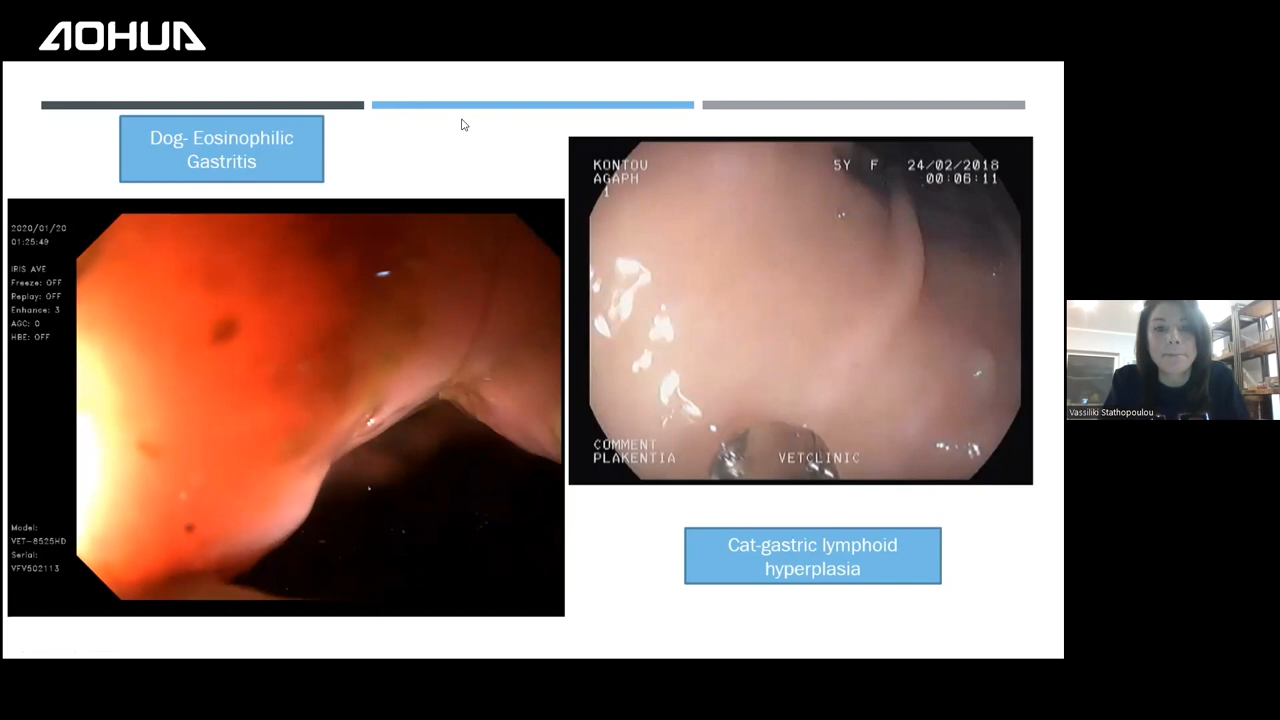 AOHUA
Dog- Eosinophilic
Gastritis
2020/01/20
01:25:49
IRIS AVE
Freeze: OFF
Replay: OFF
Enhance: 3
AGC: 0
HBE: OFF
Model:
VET-8525HD
Serial:
VFV502113
KONTOU 5Y F 24/02/2018
AGAPH 00:06:11
1
COMMENT
PLAKENTIA VETCLINIC
Cat-gastric lymphoid
hyperplasia
Vassiliki Stathopoulou